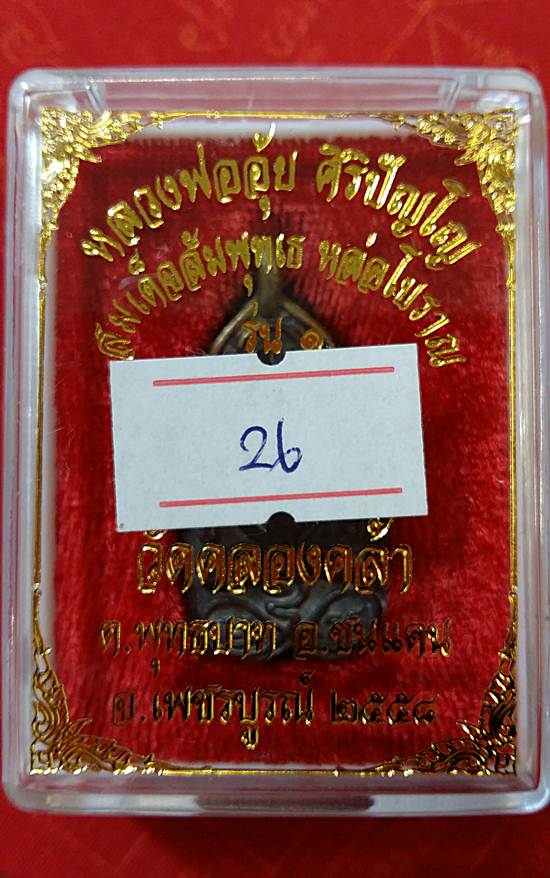 หลวงพ่ออุ้ย ศิริปัญโญ
สมเด็จสัมพุทเธ หล่อโบราณ
รุ่น ๑
26
วัดคลองคล้า
ต.พุทธบาท อ.ชนแดน
จ.เพชรบูรณ์ ๒๕๕๘